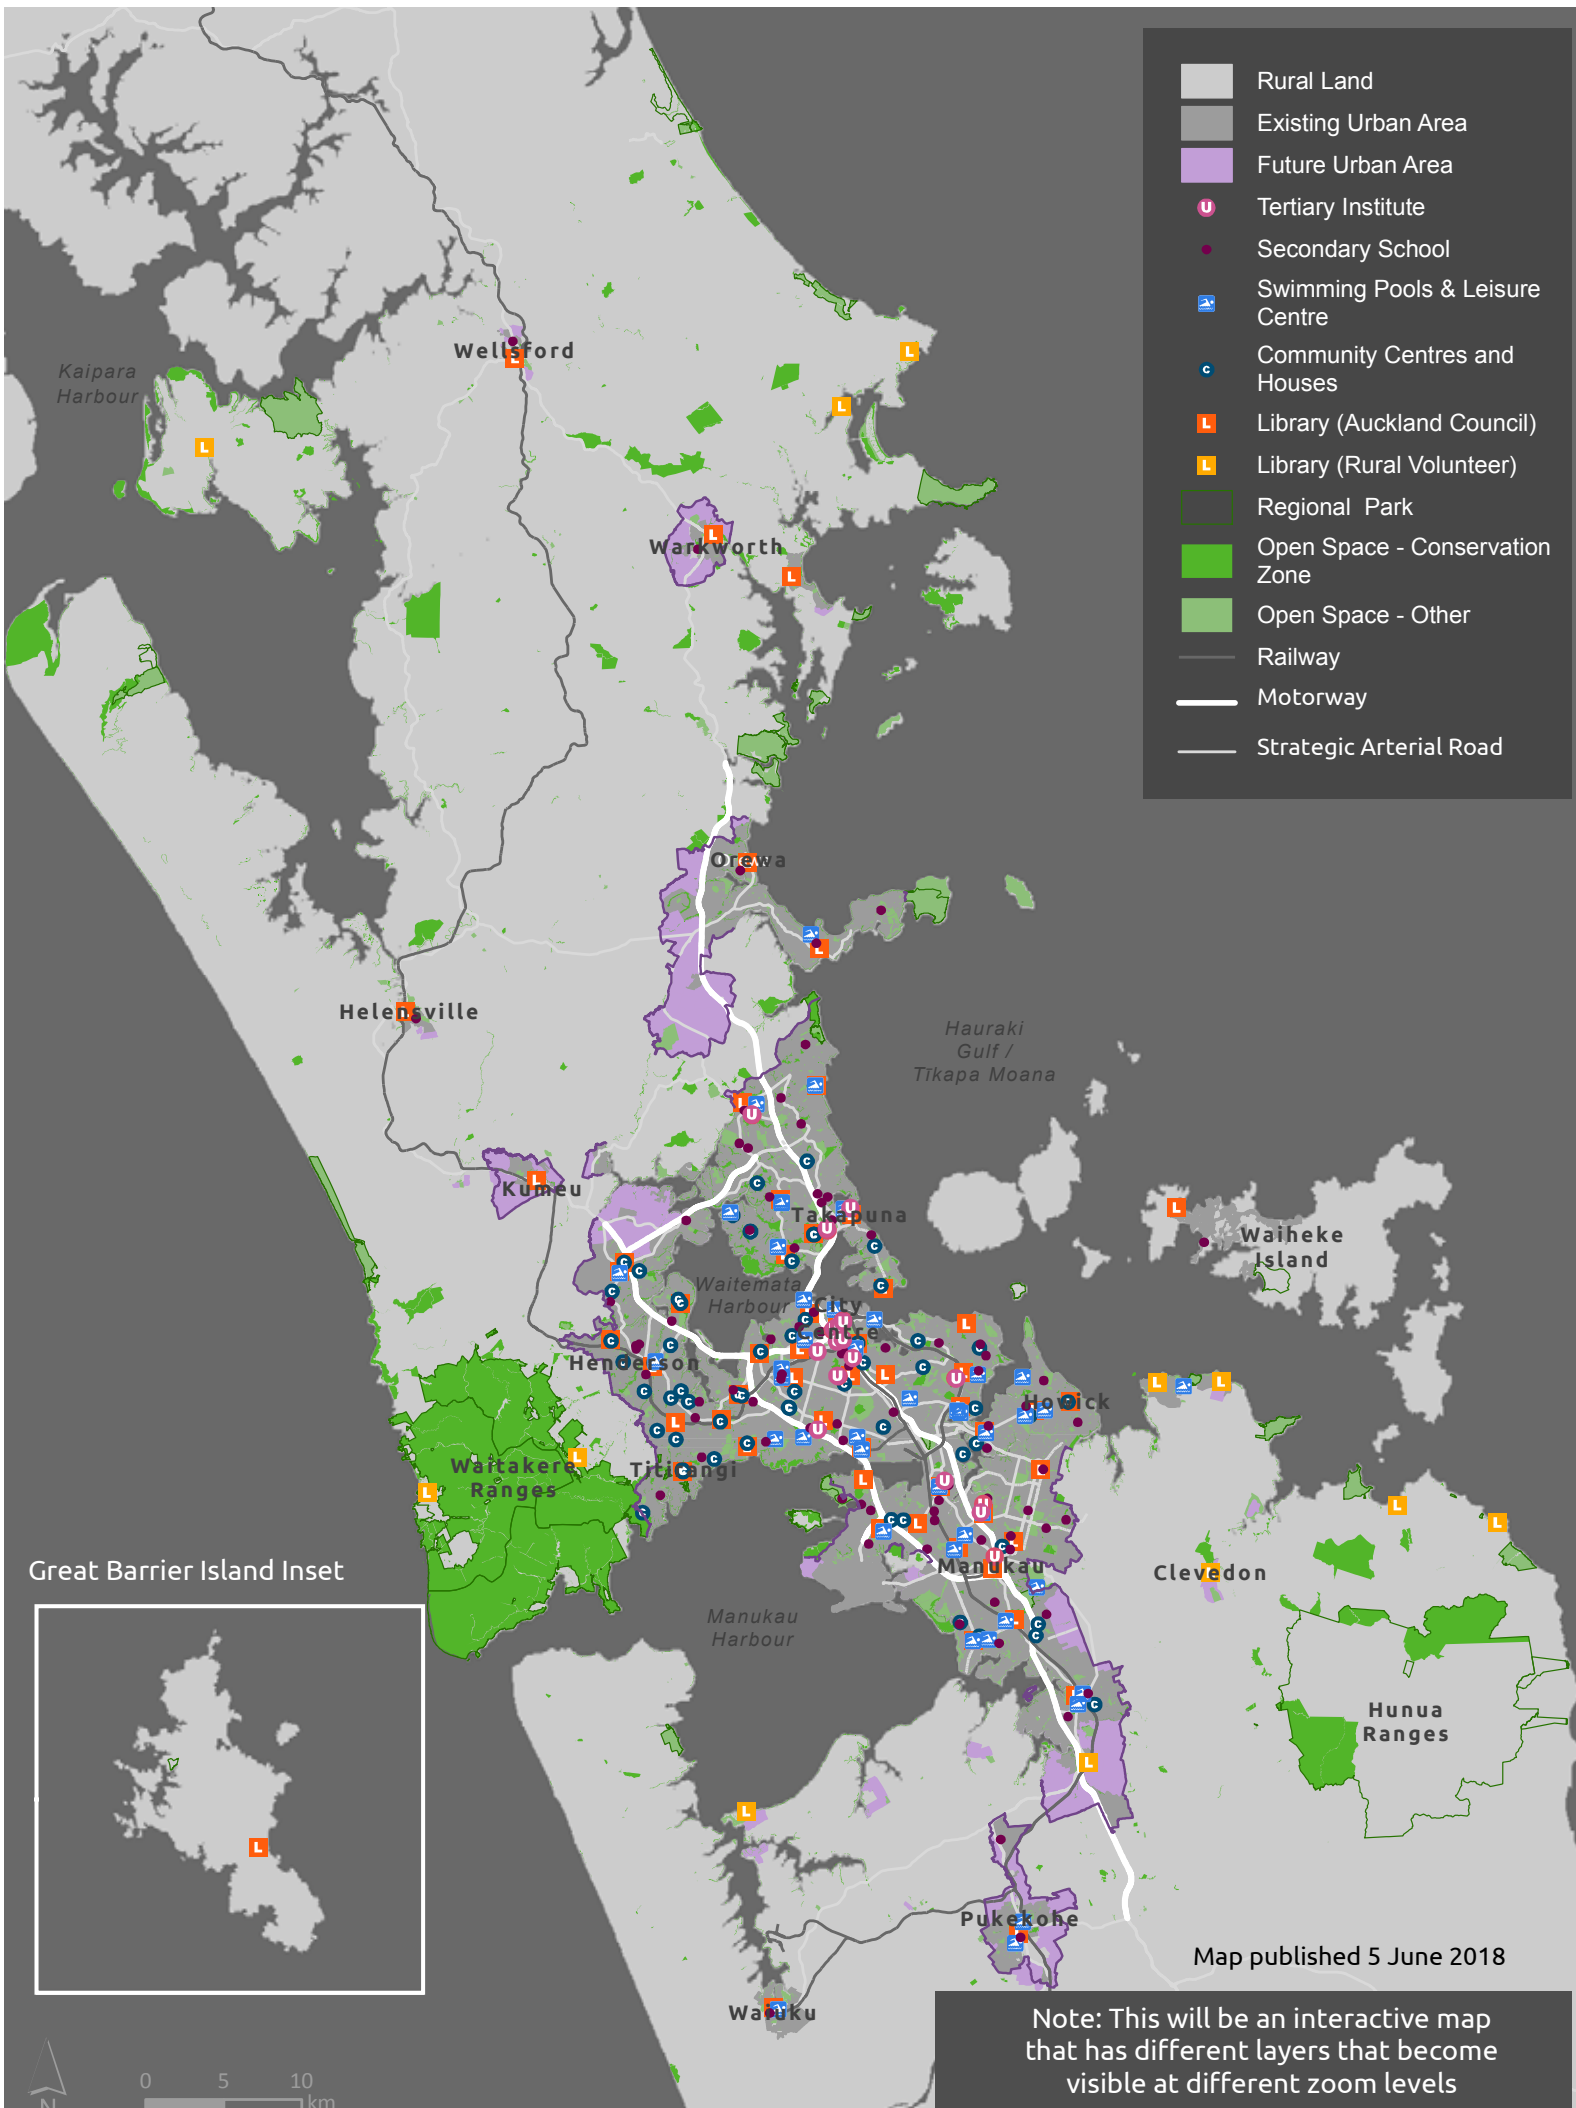 Rural Land
Existing Urban Area
Future Urban Area
U
Tertiary Institute
Secondary School
Swimming Pools & Leisure
Centre
C
Community Centres and
Houses
L
Library (Auckland Council)
L
Library (Rural Volunteer)
Regional Park
Open Space - Conservation
Zone
Open Space - Other
Railway
Motorway
Strategic Arterial Road
Wellsford
Kaipara
Harbour
Warkworth
Orewa
Helensville
Hauraki
Gulf /
Tīkapa Moana
Kumeu
Takapuna
Waiheke
Island
Waitemata
Harbour
City
Centre
Henderson
Howick
Waitakere
Ranges
Titirangi
Manukau
Clevedon
Great Barrier Island Inset
Manukau
Harbour
Hunua
Ranges
Pukekohe
Waiuku
Map published 5 June 2018
Note: This will be an interactive map
that has different layers that become
visible at different zoom levels
0 5 10
km
N